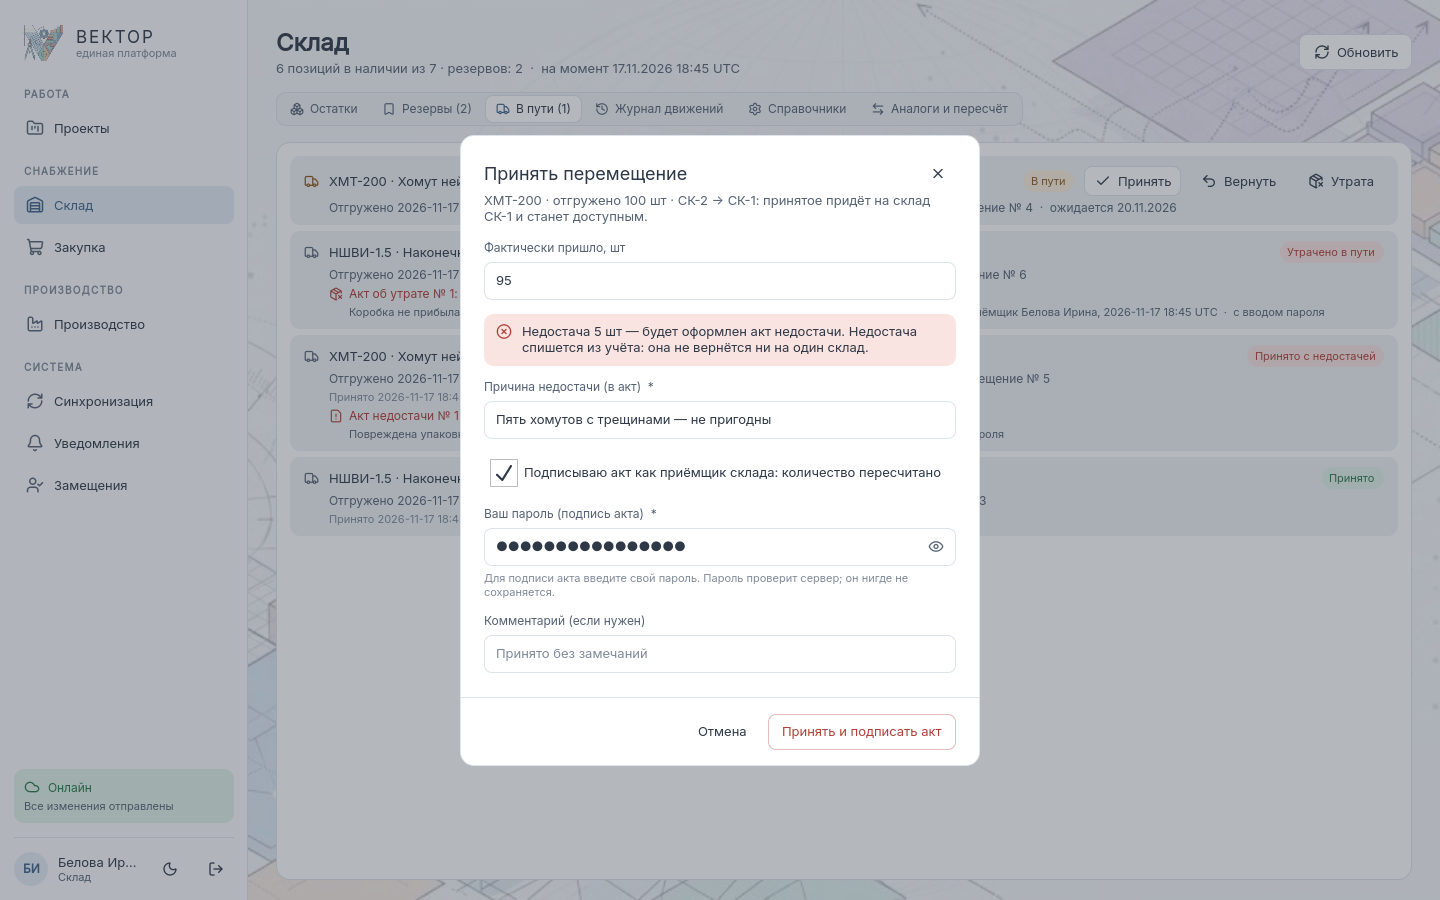 ВЕКТОР
единая платформа
РАБОТА
Проекты
СНАБЖЕНИЕ
Склад
Закупка
ПРОИЗВОДСТВО
Производство
СИСТЕМА
Синхронизация
Уведомления
Замещения
Онлайн
Все изменения отправлены
БИ
Белова Ир...
Склад
Склад
6 позиций в наличии из 7 · резервов: 2 · на момент 17.11.2026 18:45 UTC
Обновить
Остатки
Резервы (2)
В пути (1)
Журнал движений
Справочники
Аналоги и пересчёт
ХМТ-200 · Хомут ней
В пути
Принять
Вернуть
Утрата
Отгружено 2026-11-17
№ 4 · ожидается 20.11.2026
НШВИ-1.5 · Наконечн
Утрачено в пути
Отгружено 2026-11-17
№ 6
Акт об утрате № 1:
Коробка не прибыла
Белова Ирина, 2026-11-17 18:45 UTC · с вводом пароля
ХМТ-200 · Хомут ней
Принято с недостачей
Отгружено 2026-11-17
ещение № 5
Принято 2026-11-17 18:4
Акт недостачи № 1
Повреждена упаковк
роля
НШВИ-1.5 · Наконечн
Принято
Отгружено 2026-11-17
3
Принято 2026-11-17 18:4
Принять перемещение
ХМТ-200 · отгружено 100 шт · СК-2 → СК-1: принятое придёт на склад
СК-1 и станет доступным.
Фактически пришло, шт
95
Недостача 5 шт — будет оформлен акт недостачи. Недостача
спишется из учёта: она не вернётся ни на один склад.
Причина недостачи (в акт) *
Пять хомутов с трещинами — не пригодны
Подписываю акт как приёмщик склада: количество пересчитано
Ваш пароль (подпись акта) *
●●●●●●●●●●●●●●●●
Для подписи акта введите свой пароль. Пароль проверит сервер; он нигде не
сохраняется.
Комментарий (если нужен)
Принято без замечаний
Отмена
Принять и подписать акт